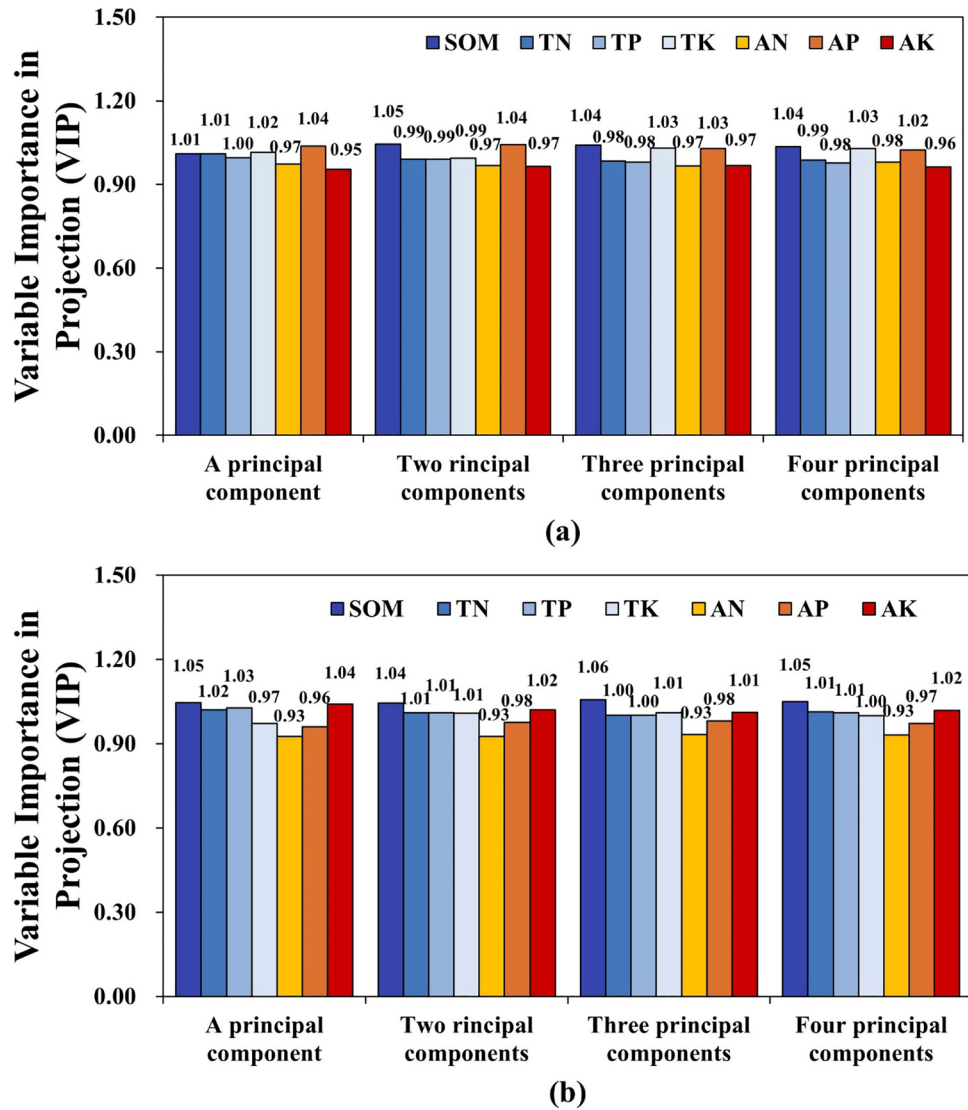 Variable Importance in
Projection (VIP)
1.50
1.20
0.90
0.60
0.30
0.00
SOM TN TP TK AN AP AK
1.01 1.01 1.00 1.02 0.97 1.04 0.95
1.05 0.99 0.99 0.99 0.97 1.04 0.97
1.04 0.98 0.98 1.03 0.97 1.03 0.97
1.04 0.99 0.98 1.03 0.98 1.02 0.96
A principal
component
Two rincipal
components
Three principal
components
Four principal
components
(a)
Variable Importance in
Projection (VIP)
1.50
1.20
0.90
0.60
0.30
0.00
SOM TN TP TK AN AP AK
1.05 1.02 1.03 0.97 0.93 0.96 1.04
1.04 1.01 1.01 1.01 0.93 0.98 1.02
1.06 1.00 1.00 1.01 0.93 0.98 1.01
1.05 1.01 1.01 1.00 0.93 0.97 1.02
A principal
component
Two rincipal
components
Three principal
components
Four principal
components
(b)